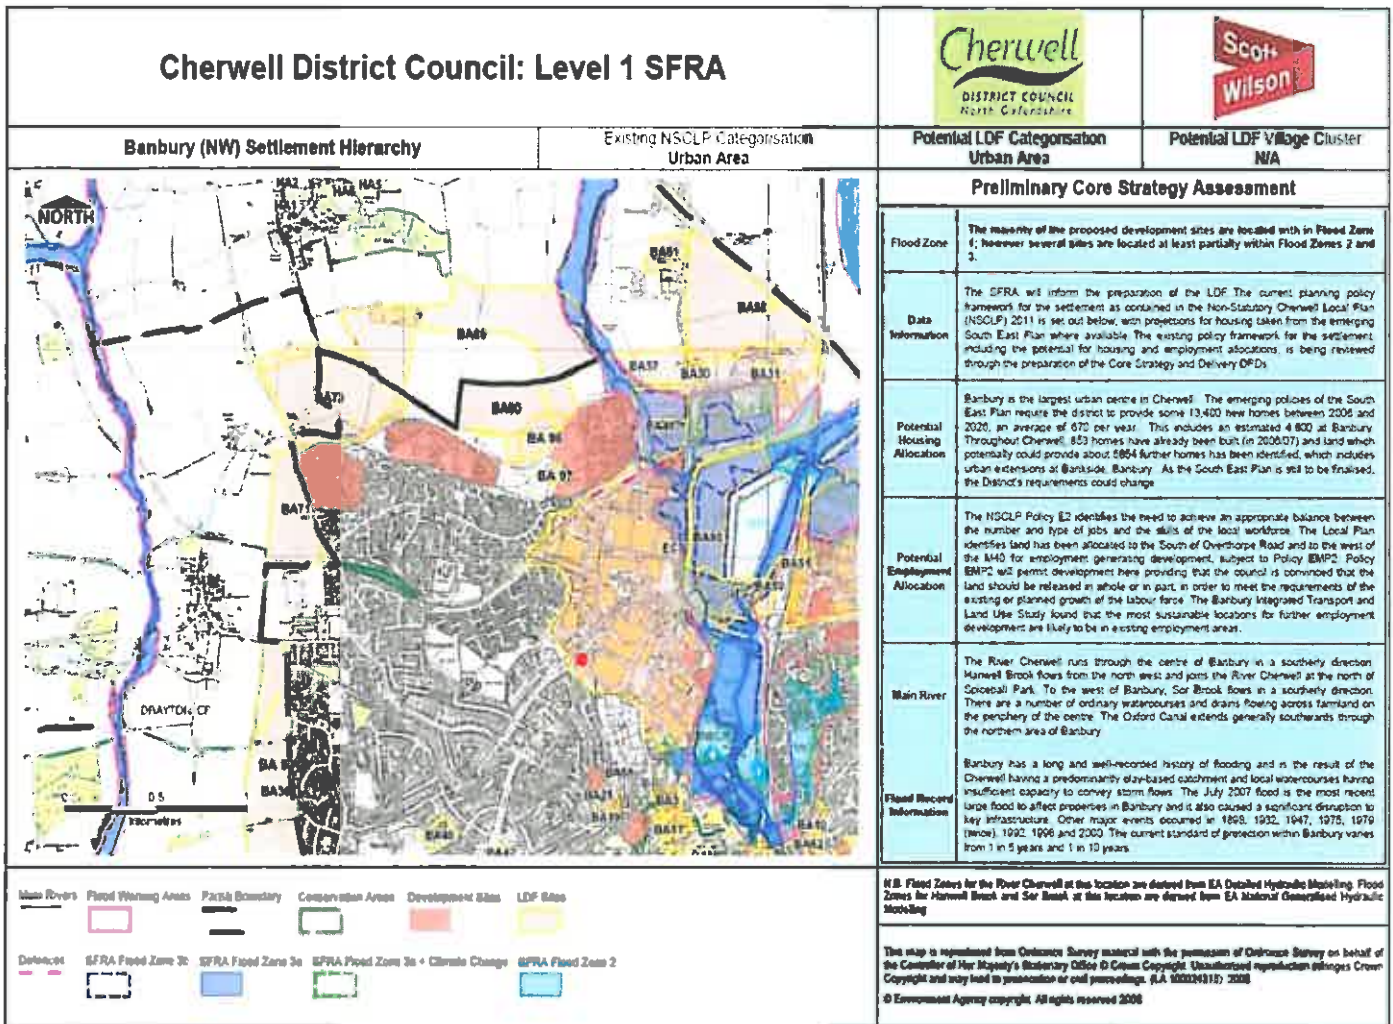 Cherwell District Council: Level 1 SFRA
Cherwell
DISTRICT COUNCIL
North Oxfordshire
Scott
Wilson
Banbury (NW) Settlement Hierarchy
Existing NSCLP Categorisation
Urban Area
Potential LDF Categorisation
Urban Area
Potential LDF Village Cluster
N/A
NORTH
HA2
HA3
BA81
BA88
BA69
BA57
BA50
BA31
BA60
BA 96
BA 97
BA71
DRAYTON CP
0.5
kilometres
Preliminary Core Strategy Assessment
Flood Zone
The majority of the proposed development sites are located with in Flood Zone
1; however several sites are located at least partially within Flood Zones 2 and
3.
Data
Information
The SFRA will inform the preparation of the LDF The current planning policy
framework for the settlement as contained in the Non-Statutory Cherwell Local Plan
(NSCLP) 2011 is set out below, with projections for housing taken from the emerging
South East Plan where available. The existing policy framework for the settlement,
including the potential for housing and employment allocations, is being reviewed
through the preparation of the Core Strategy and Delivery DPDs
Potential
Housing
Allocation
Banbury is the largest urban centre in Cherwell. The emerging policies of the South
East Plan require the district to provide some 13,400 new homes between 2006 and
2026, an average of 670 per year. This includes an estimated 4,800 at Banbury.
Throughout Cherwell, 853 homes have already been built (in 2006/07) and land which
potentially could provide about 5854 further homes has been identified, which includes
urban extensions at Bankside, Banbury. As the South East Plan is still to be finalised,
the District's requirements could change
Potential
Employment
Allocation
The NSCLP Policy E2 identifies the need to achieve an appropriate balance between
the number and type of jobs and the skills of the local workforce. The Local Plan
identifies land has been allocated to the South of Overthorpe Road and to the west of
the M40 for employment generating development, subject to Policy EMP2. Policy
EMP2 will permit development here providing that the council is convinced that the
land should be released in whole or in part, in order to meet the requirements of the
existing or planned growth of the labour force. The Banbury Integrated Transport and
Land Use Study found that the most sustainable locations for further employment
development are likely to be in existing employment areas.
Main River
The River Cherwell runs through the centre of Banbury in a southerly direction.
Hanwell Brook flows from the north west and joins the River Cherwell at the north of
Spiceball Park. To the west of Banbury, Sor Brook flows in a southerly direction.
There are a number of ordinary watercourses and drains flowing across farmland on
the periphery of the centre. The Oxford Canal extends generally southwards through
the northern area of Banbury
Flood Record
Information
Banbury has a long and well-recorded history of flooding and is the result of the
Cherwell having a predominantly clay-based catchment and local watercourses having
insufficient capacity to convey storm flows. The July 2007 flood is the most recent
large flood to affect properties in Banbury and it also caused a significant disruption to
key infrastructure. Other major events occurred in 1898, 1932, 1947, 1975, 1979
(twice), 1992, 1998 and 2000. The current standard of protection within Banbury varies
from 1 in 5 years and 1 in 10 years
Main Rivers
Flood Warning Areas
Parish Boundary
Conservation Areas
Development Sites
LDF Sites
Defences
SFRA Flood Zone 3b
SFRA Flood Zone 3a
SFRA Flood Zone 3a + Climate Change
SFRA Flood Zone 2
N.B. Flood Zones for the River Cherwell at this location are derived from EA Detailed Hydraulic Modelling. Flood
Zones for Hanwell Brook and Sor Brook at this location are derived from EA National Generalised Hydraulic
Modelling
This map is reproduced from Ordnance Survey material with the permission of Ordnance Survey on behalf of
the Controller of Her Majesty's Stationery Office © Crown Copyright. Unauthorised reproduction infringes Crown
Copyright and may lead to prosecution or civil proceedings. (LA 100024315) 2008
© Environment Agency copyright. All rights reserved 2008